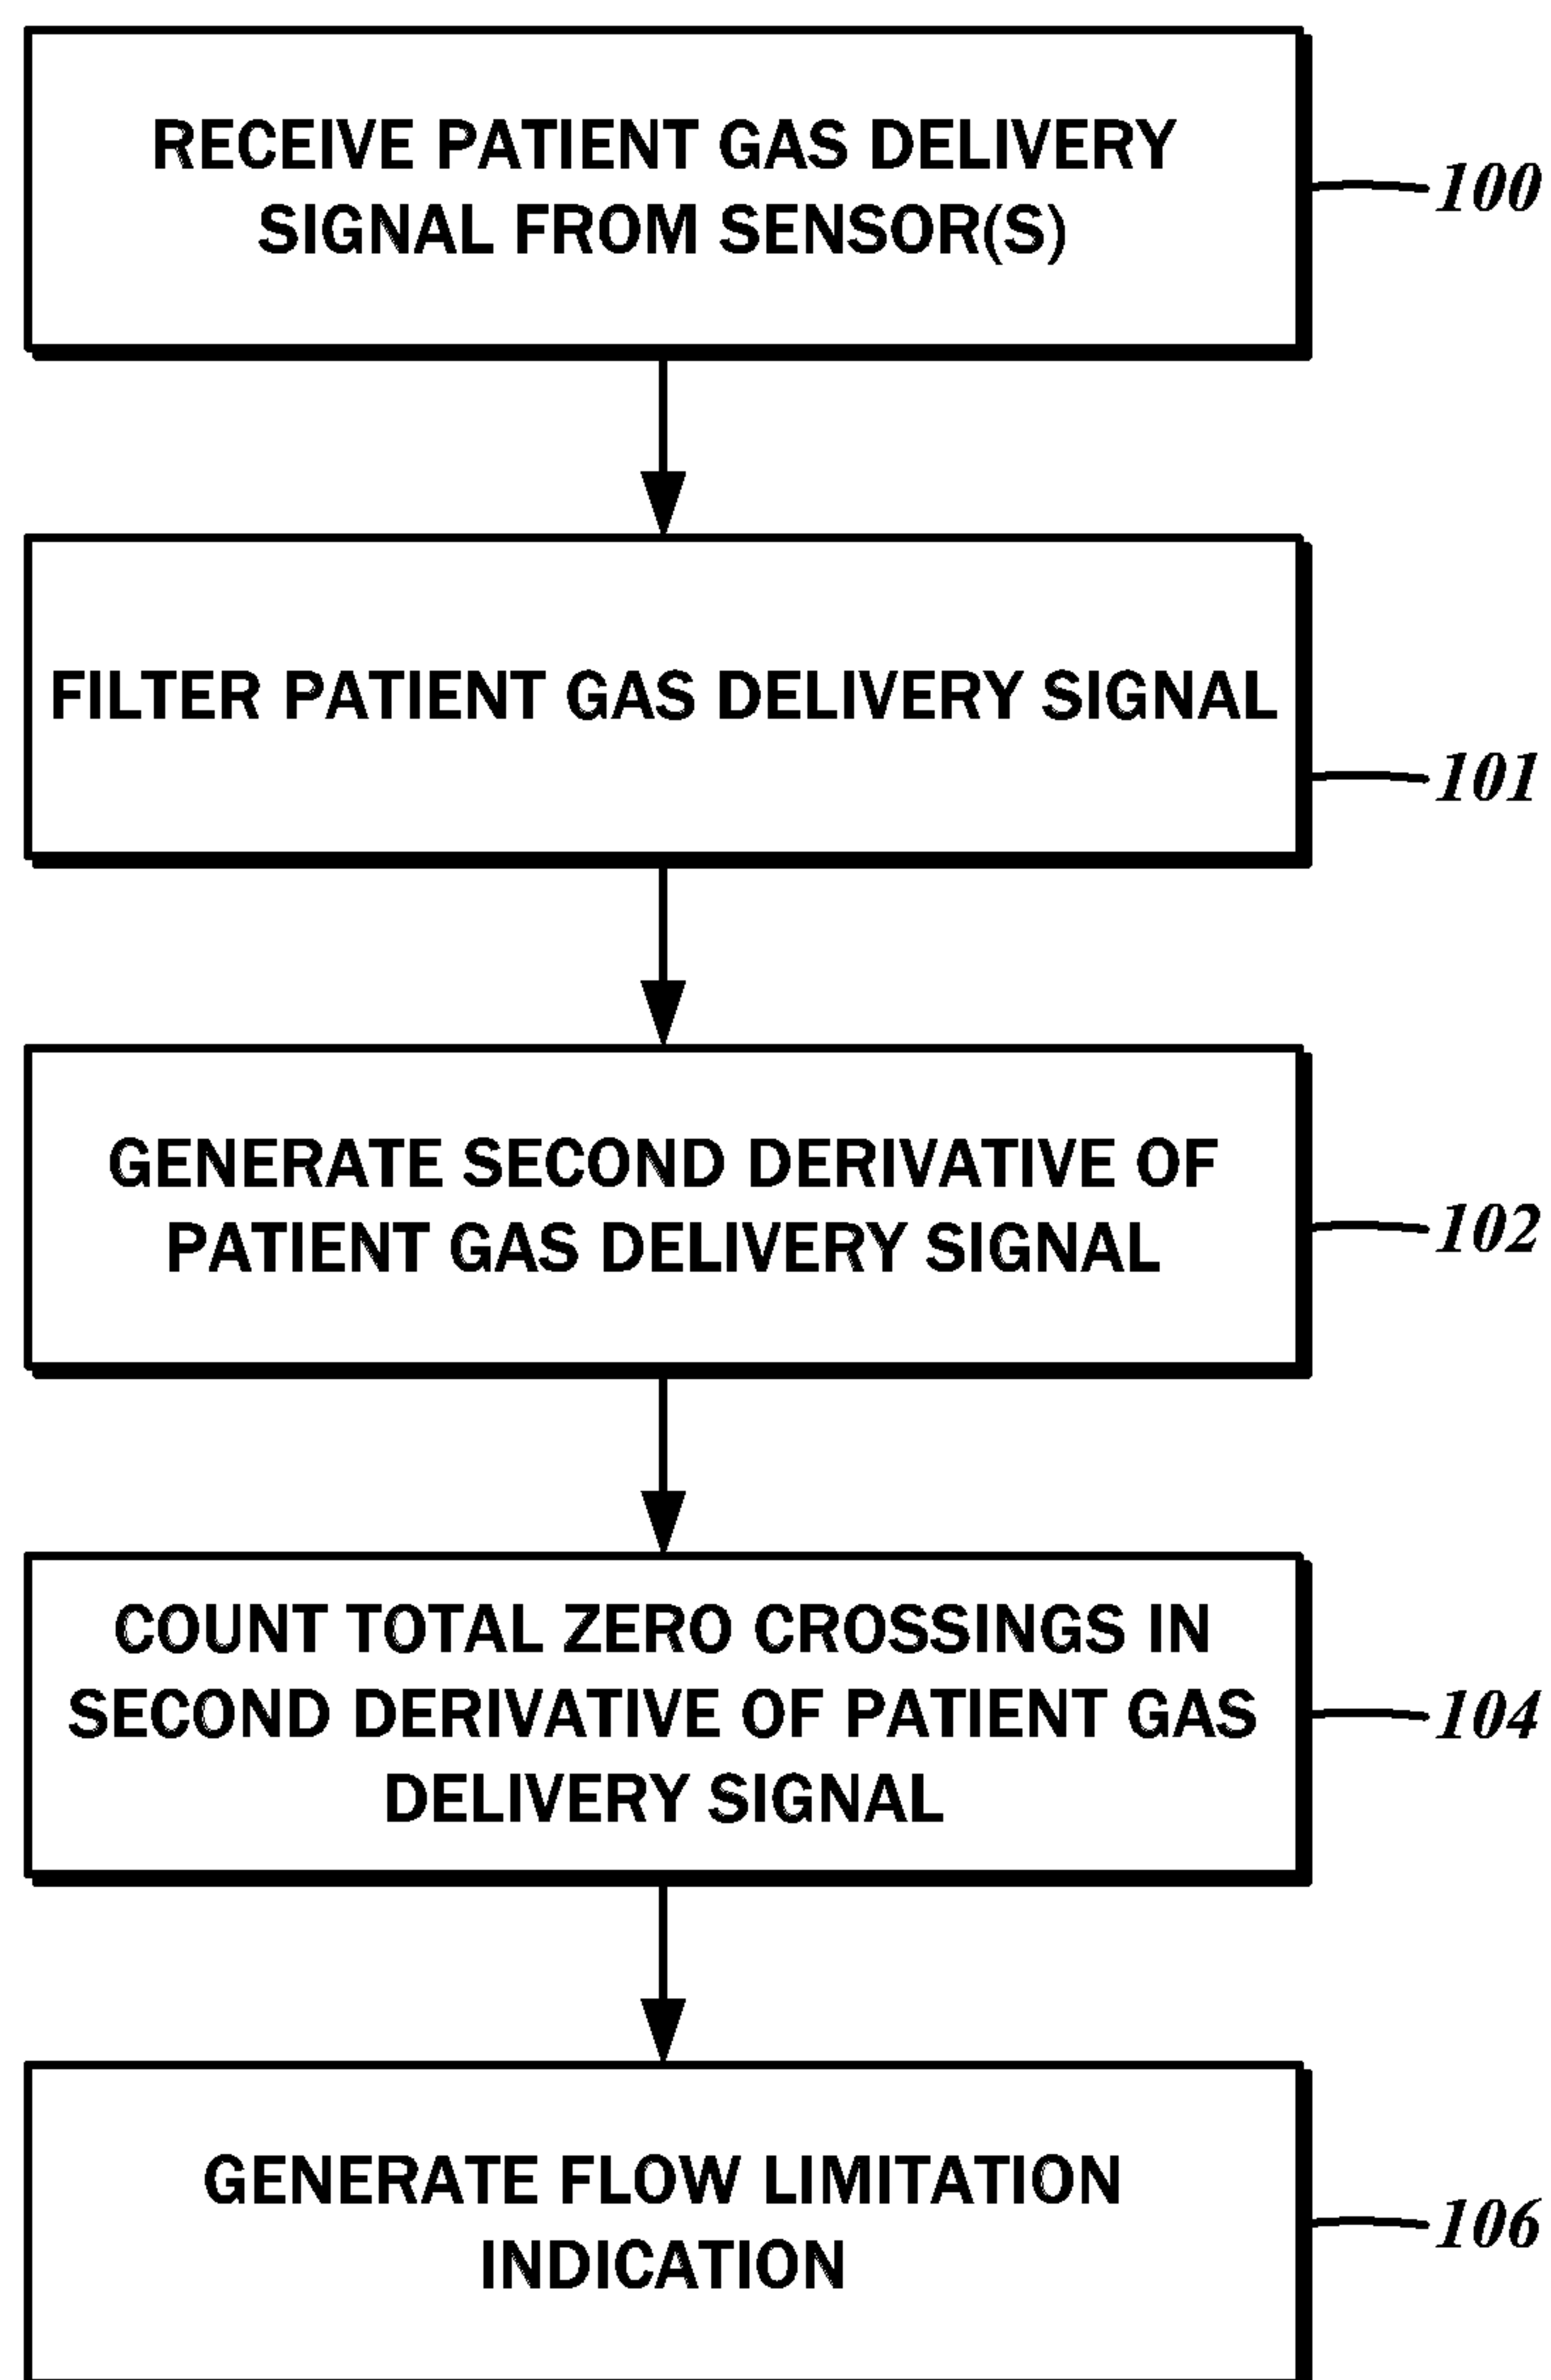 RECEIVE PATIENT GAS DELIVERY
SIGNAL FROM SENSOR(S)
100
FILTER PATIENT GAS DELIVERY SIGNAL
101
GENERATE SECOND DERIVATIVE OF
PATIENT GAS DELIVERY SIGNAL
102
COUNT TOTAL ZERO CROSSINGS IN
SECOND DERIVATIVE OF PATIENT GAS
DELIVERY SIGNAL
104
GENERATE FLOW LIMITATION
INDICATION
106